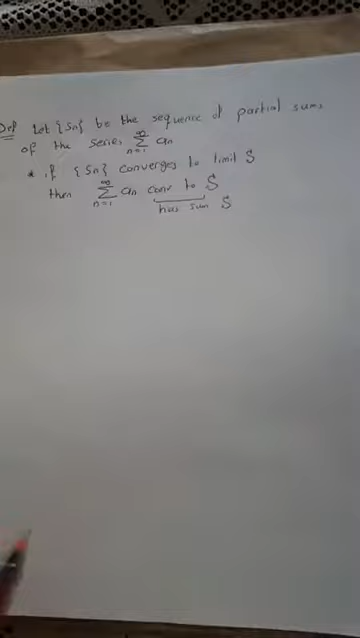 Def Let {Sn} be the sequence of partial sums
of the series ∑_{n=1}^{∞} an
* if {Sn} converges to limit S
then ∑_{n=1}^{∞} an conv to S
has sum S